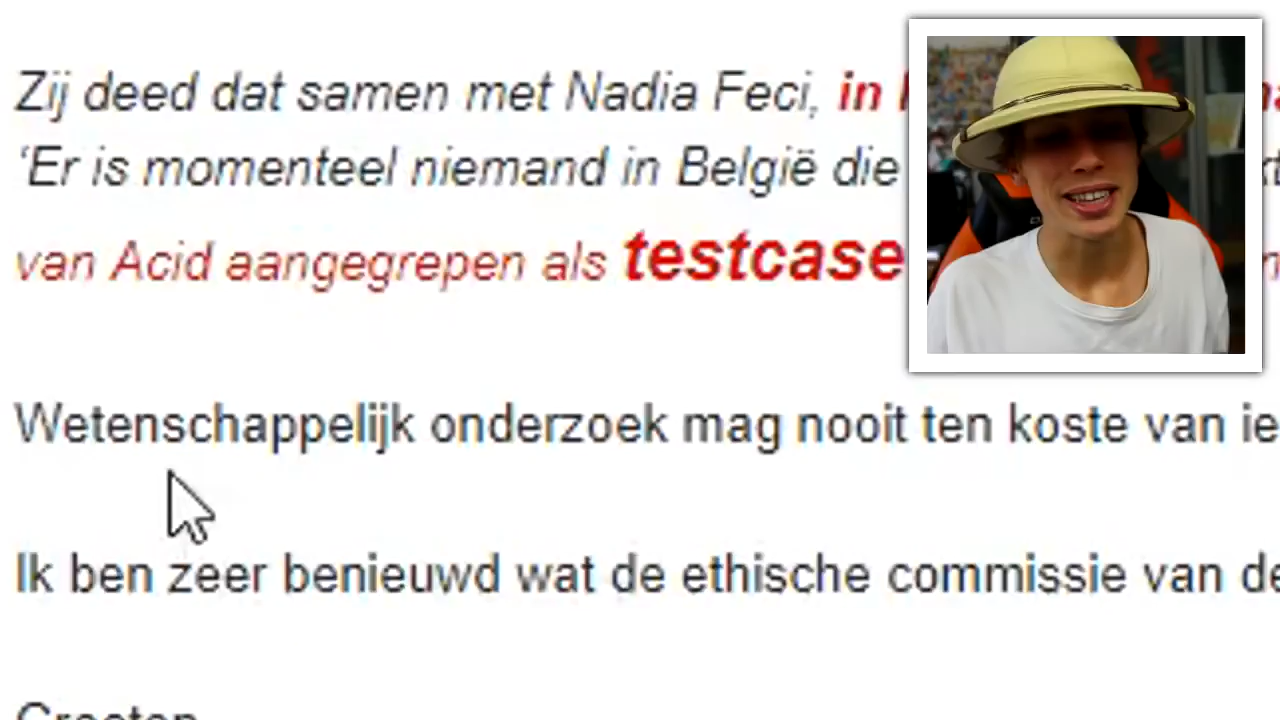 Zij deed dat samen met Nadia Feci, in
'Er is momenteel niemand in België die
van Acid aangegrepen als testcase
Wetenschappelijk onderzoek mag nooit ten koste van
Ik ben zeer benieuwd wat de ethische commissie van
Groeten